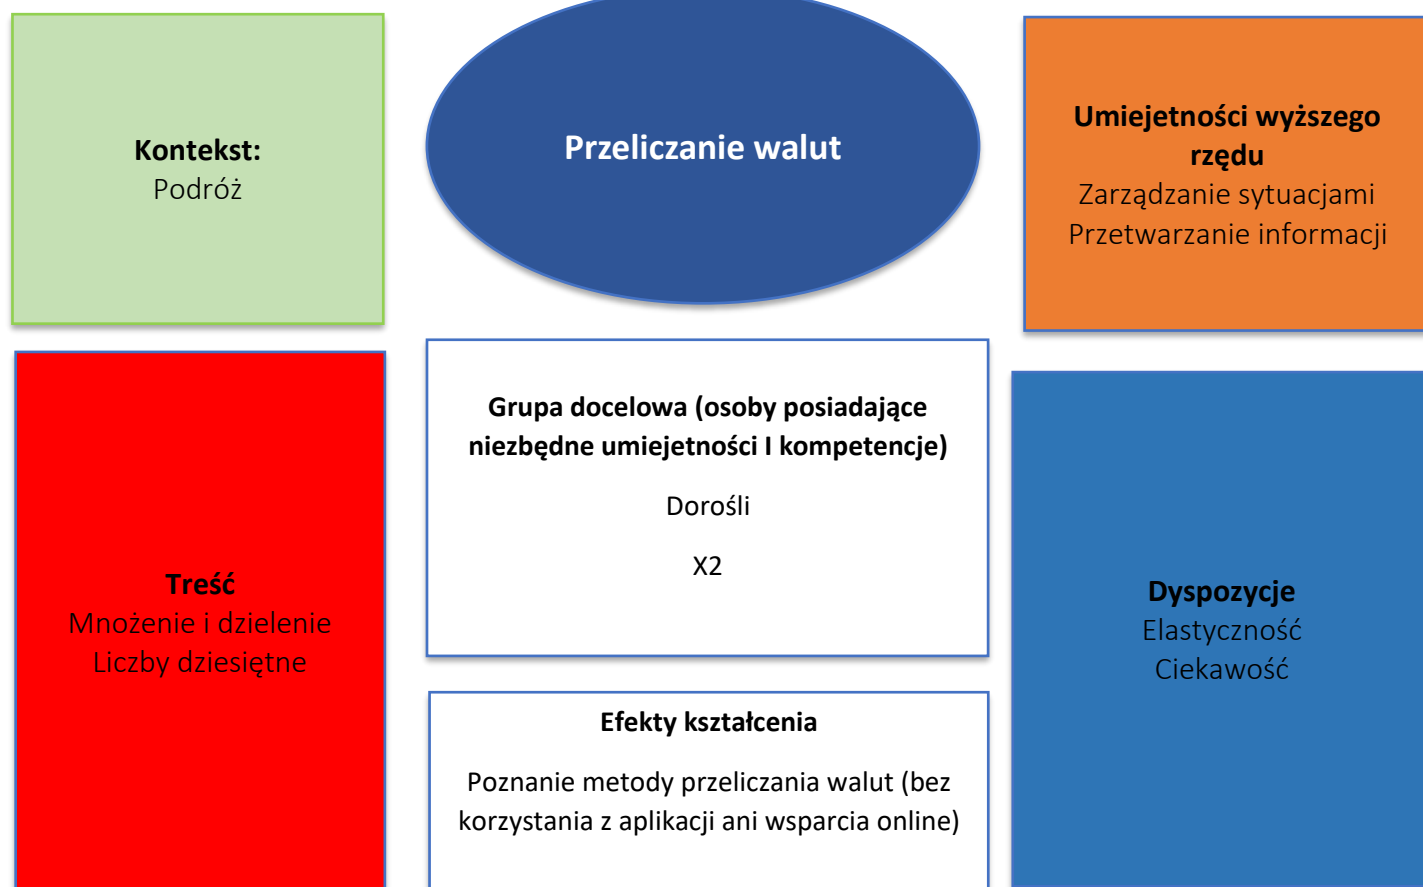 Kontekst:
Podróż
Przeliczanie walut
Umiejetności wyższego
rzędu
Zarządzanie sytuacjami
Przetwarzanie informacji
Grupa docelowa (osoby posiadające
niezbędne umiejetności I kompetencje)
Dorośli
X2
Treść
Mnożenie i dzielenie
Liczby dziesiętne
Dyspozycje
Elastyczność
Ciekawość
Efekty kształcenia
Poznanie metody przeliczania walut (bez
korzystania z aplikacji ani wsparcia online)